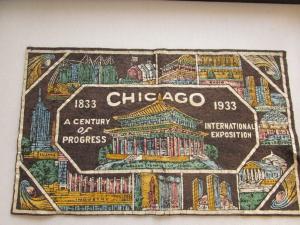 1833
CHICAGO
1933
A CENTURY
OF
PROGRESS
INTERNATIONAL
EXPOSITION